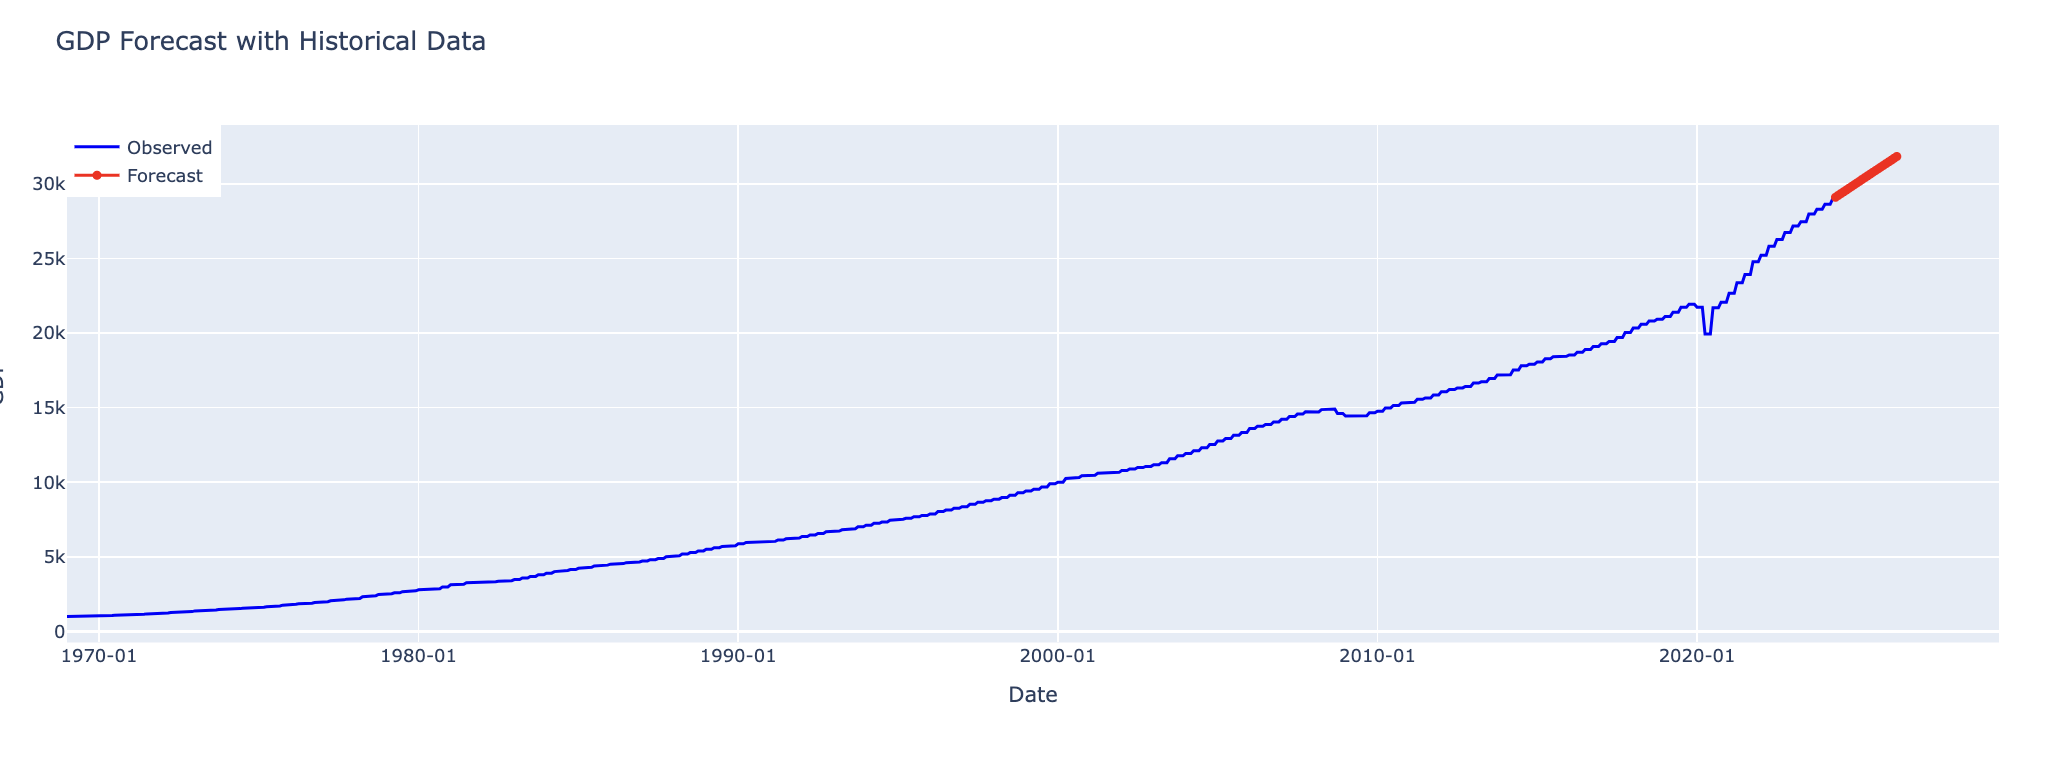 GDP Forecast with Historical Data
Observed
Forecast
30k
25k
20k
15k
10k
5k
0
1970-01
1980-01
1990-01
2000-01
2010-01
2020-01
Date